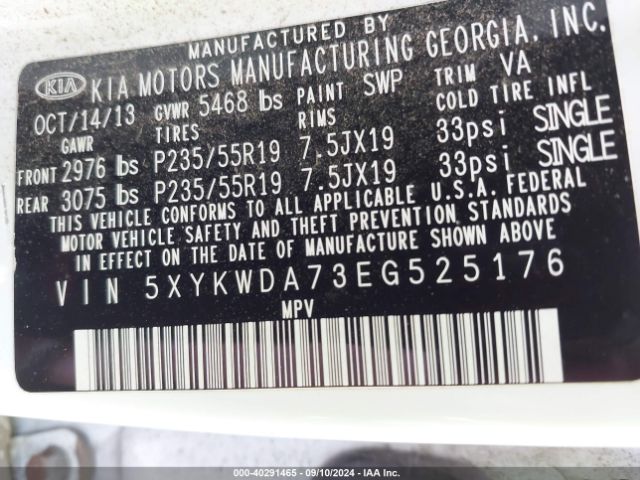 MANUFACTURED BY
KIA KIA MOTORS MANUFACTURING GEORGIA, INC.
OCT/14/13 GVWR 5468 lbs PAINT SWP TRIM VA
GAWR TIRES RIMS COLD TIRE INFL
FRONT 2976 lbs P235/55R19 7.5JX19 33psi SINGLE
REAR 3075 lbs P235/55R19 7.5JX19 33psi SINGLE
THIS VEHICLE CONFORMS TO ALL APPLICABLE U.S.A. FEDERAL
MOTOR VEHICLE SAFETY AND THEFT PREVENTION STANDARDS
IN EFFECT ON THE DATE OF MANUFACTURE SHOWN ABOVE
VIN 5XYKWDA73EG525176
MPV
000-40291465 - 09/10/2024 - IAA Inc.